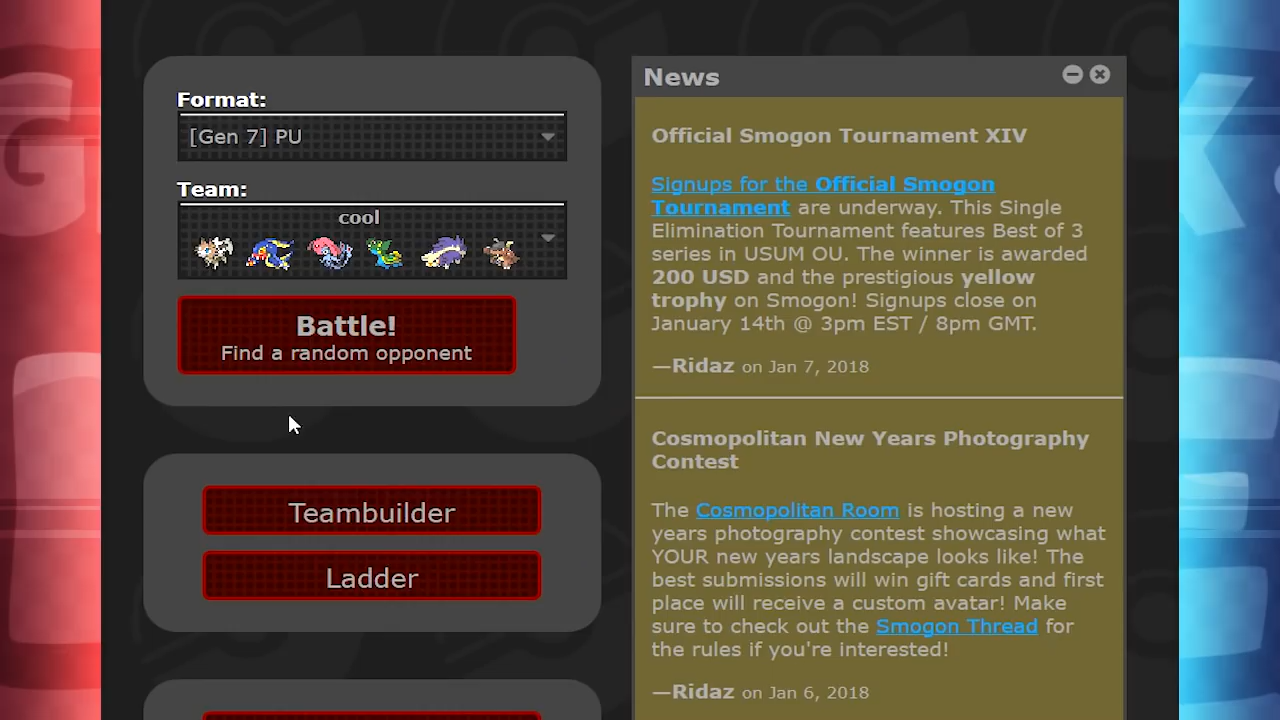 Format:
[Gen 7] PU
Team:
cool
Battle!
Find a random opponent
Teambuilder
Ladder
News
Official Smogon Tournament XIV
Signups for the Official Smogon
Tournament are underway. This Single
Elimination Tournament features Best of 3
series in USUM OU. The winner is awarded
200 USD and the prestigious yellow
trophy on Smogon! Signups close on
January 14th @ 3pm EST / 8pm GMT.
—Ridaz on Jan 7, 2018
Cosmopolitan New Years Photography
Contest
The Cosmopolitan Room is hosting a new
years photography contest showcasing what
YOUR new years landscape looks like! The
best submissions will win gift cards and first
place will receive a custom avatar! Make
sure to check out the Smogon Thread for
the rules if you're interested!
—Ridaz on Jan 6, 2018